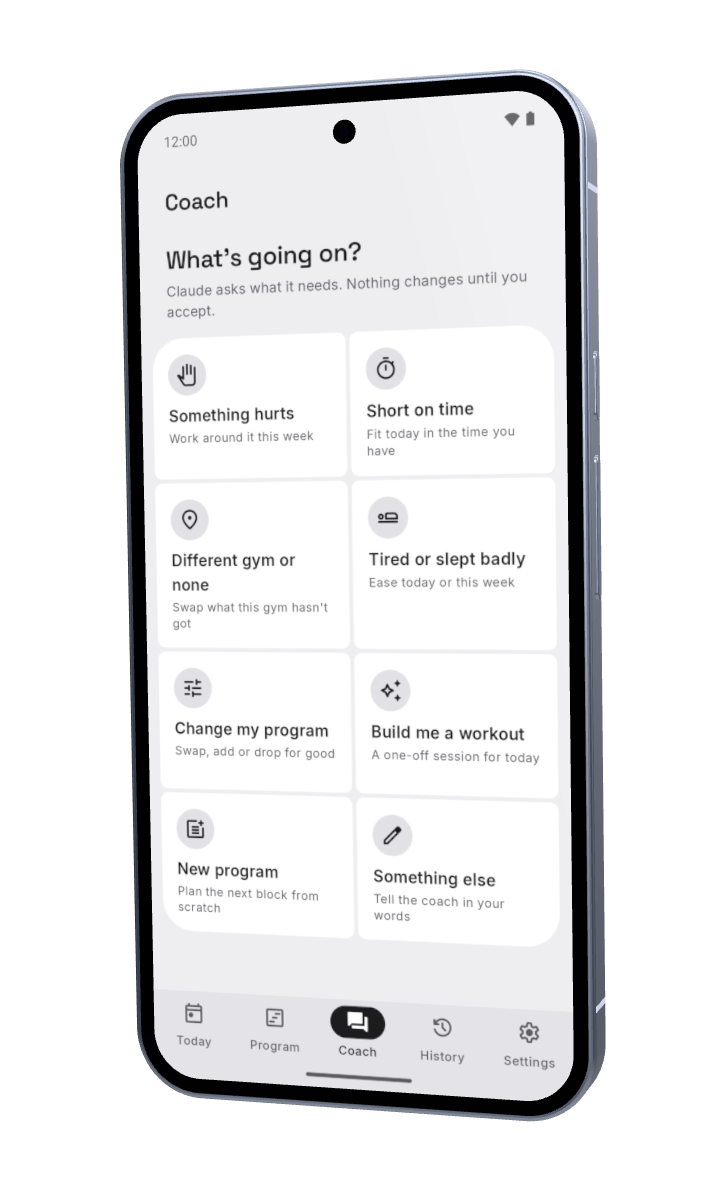 12:00
Coach
What's going on?
Claude asks what it needs. Nothing changes until you
accept.
Something hurts
Work around it this week
Short on time
Fit today in the time you
have
Different gym or
none
Swap what this gym hasn't
got
Tired or slept badly
Ease today or this week
Change my program
Swap, add or drop for good
Build me a workout
A one-off session for today
New program
Plan the next block from
scratch
Something else
Tell the coach in your
words
Today
Program
Coach
History
Settings